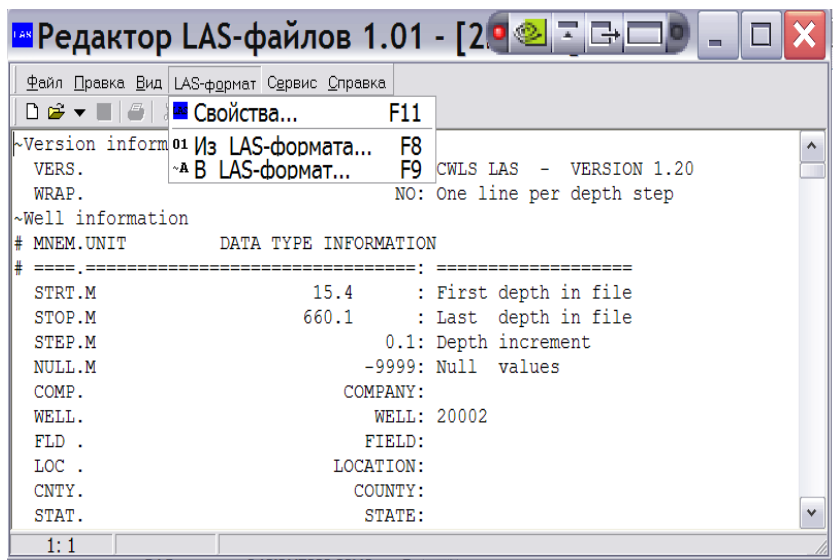 LAS Редактор LAS-файлов 1.01 - [2
Файл Правка Вид LAS-формат Сервис Справка
Свойства... F11
01 Из LAS-формата... F8
~A В LAS-формат... F9
~Version inform
VERS. CWLS LAS - VERSION 1.20
WRAP. NO: One line per depth step
~Well information
# MNEM.UNIT DATA TYPE INFORMATION
# ====.================================: ===================
STRT.M 15.4 : First depth in file
STOP.M 660.1 : Last depth in file
STEP.M 0.1: Depth increment
NULL.M -9999: Null values
COMP. COMPANY:
WELL. WELL: 20002
FLD . FIELD:
LOC . LOCATION:
CNTY. COUNTY:
STAT. STATE:
1: 1